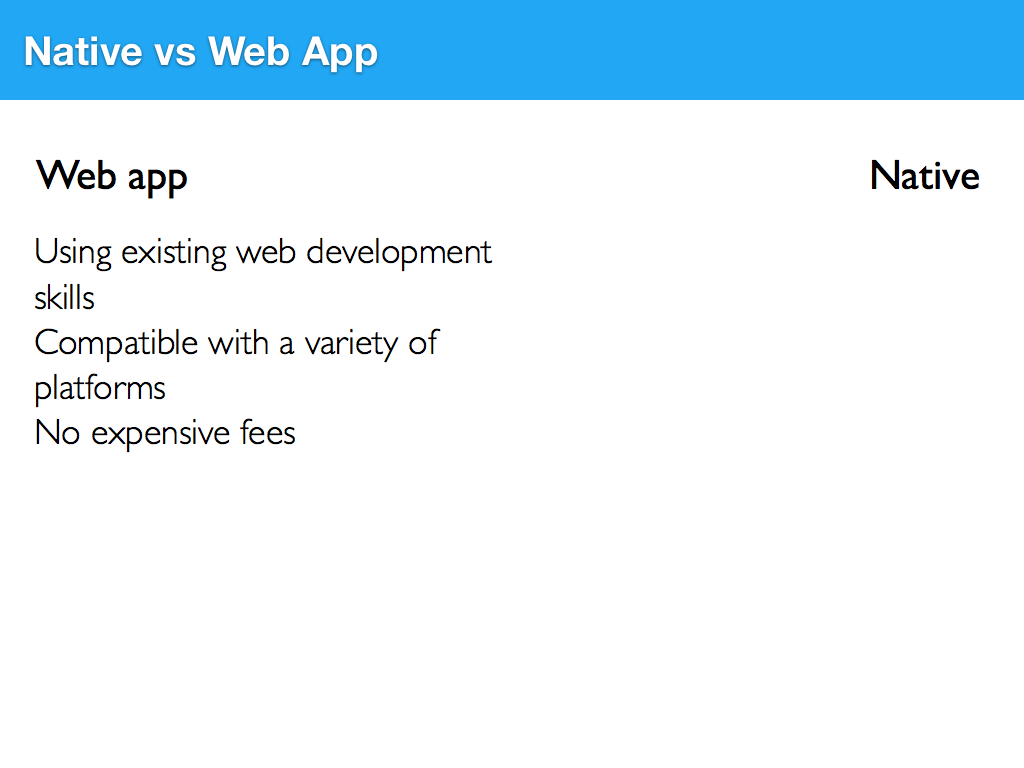 Native vs Web App
Web app
Native
Using existing web development
skills
Compatible with a variety of
platforms
No expensive fees